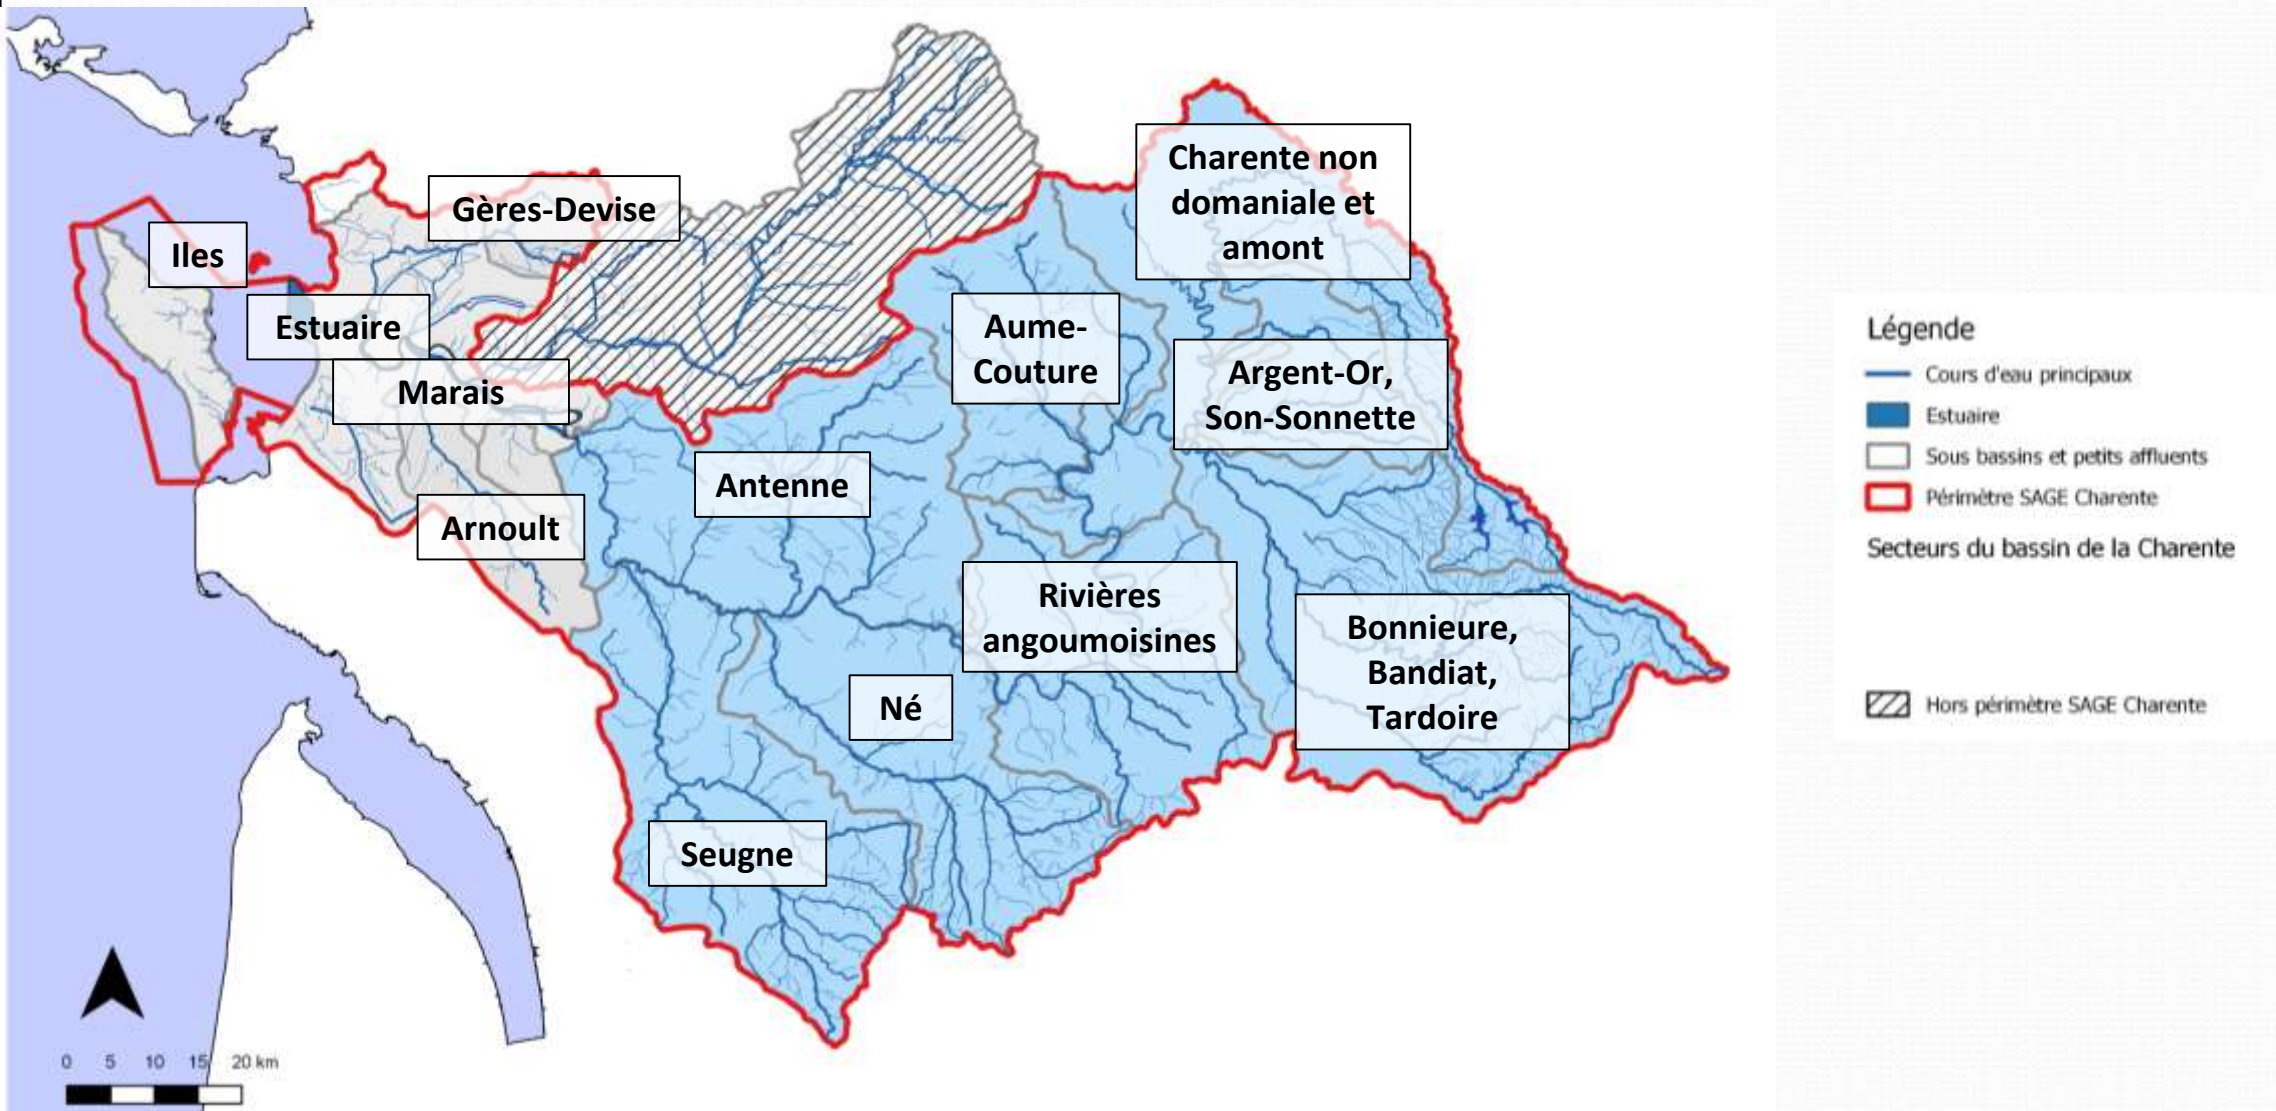 Charente non
domaniale et
amont
Gères-Devise
Iles
Estuaire
Marais
Aume-
Couture
Argent-Or,
Son-Sonnette
Antenne
Arnoult
Rivières
angoumoisines
Bonnieure,
Bandiat,
Tardoire
Né
Seugne
0 5 10 15 20 km
Légende
Cours d'eau principaux
Estuaire
Sous bassins et petits affluents
Périmètre SAGE Charente
Secteurs du bassin de la Charente
Hors périmètre SAGE Charente